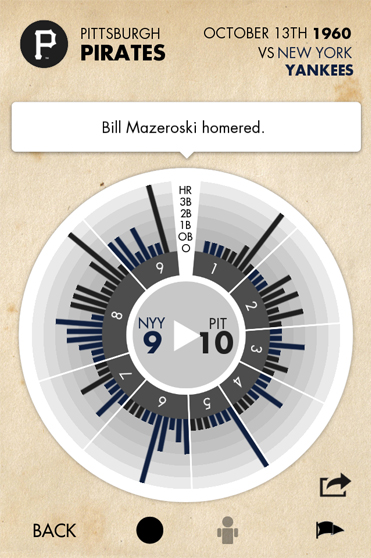 P
PITTSBURGH
PIRATES
OCTOBER 13TH 1960
VS NEW YORK
YANKEES
Bill Mazeroski homered.
HR
3B
2B
1B
OB
O
1
2
3
4
5
6
7
8
9
NYY
9
PIT
10
BACK